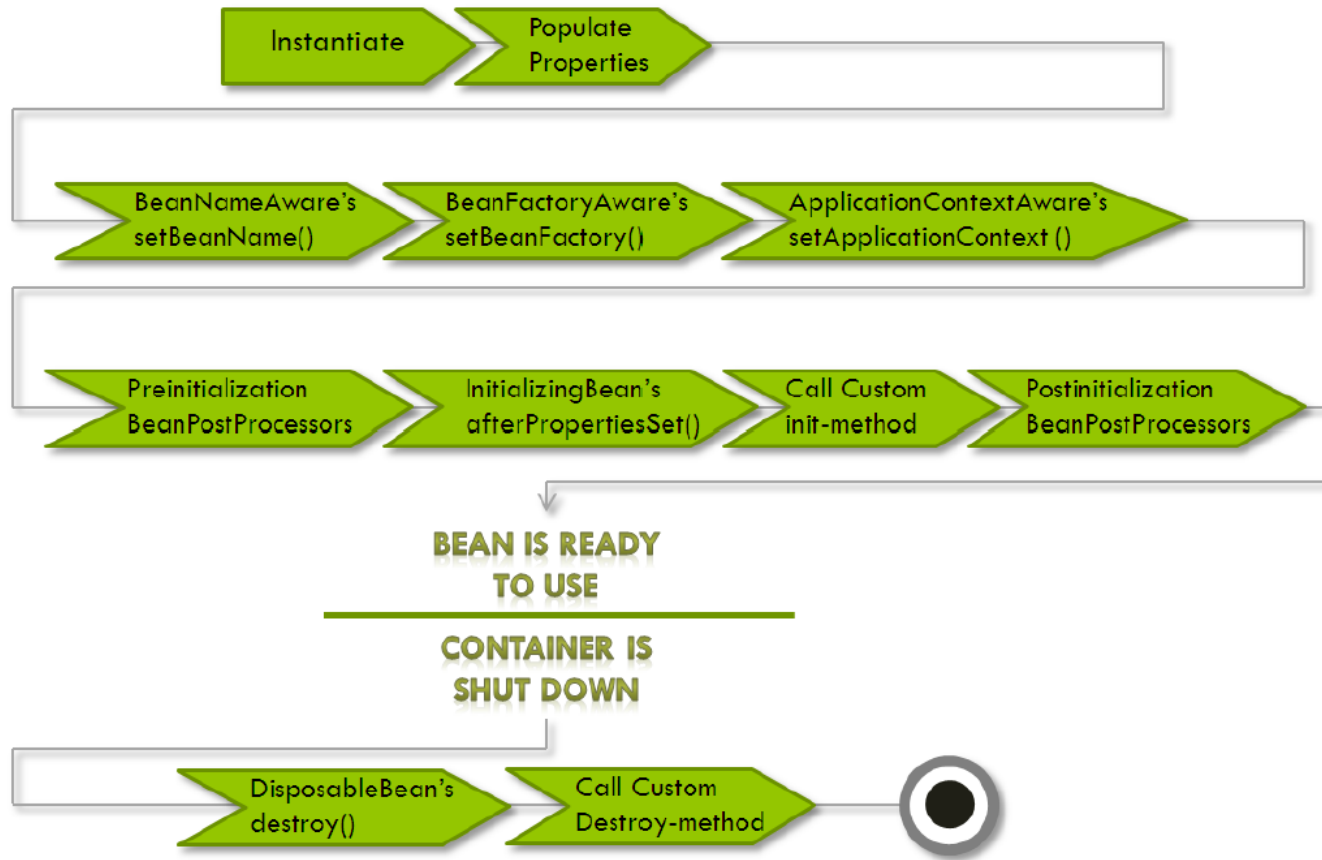 Instantiate
Populate
Properties
BeanNameAware's
setBeanName()
BeanFactoryAware's
setBeanFactory()
ApplicationContextAware's
setApplicationContext ()
Preinitialization
BeanPostProcessors
InitializingBean's
afterPropertiesSet()
Call Custom
init-method
Postinitialization
BeanPostProcessors
BEAN IS READY
TO USE
CONTAINER IS
SHUT DOWN
DisposableBean's
destroy()
Call Custom
Destroy-method